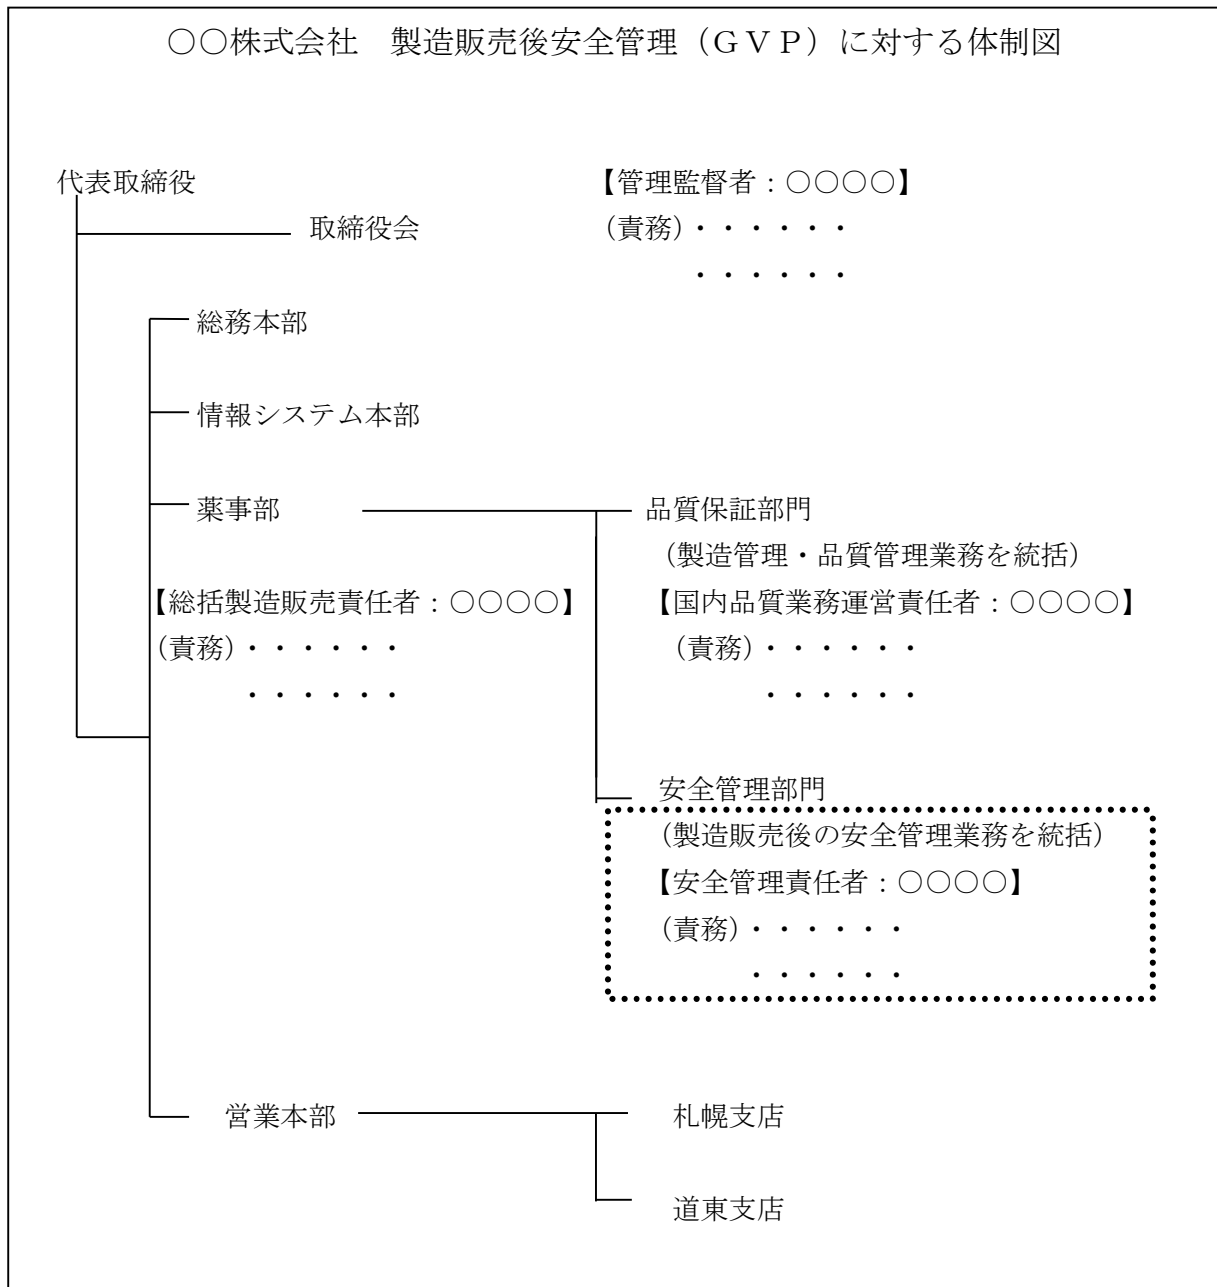 ○○株式会社　製造販売後安全管理（ＧＶＰ）に対する体制図
代表取締役
【管理監督者：○○○○】
取締役会
（責務）・・・・・・
・・・・・・
総務本部
情報システム本部
薬事部
品質保証部門
（製造管理・品質管理業務を統括）
【総括製造販売責任者：○○○○】
【国内品質業務運営責任者：○○○○】
（責務）・・・・・・
（責務）・・・・・・
・・・・・・
・・・・・・
安全管理部門
（製造販売後の安全管理業務を統括）
【安全管理責任者：○○○○】
（責務）・・・・・・
・・・・・・
営業本部
札幌支店
道東支店